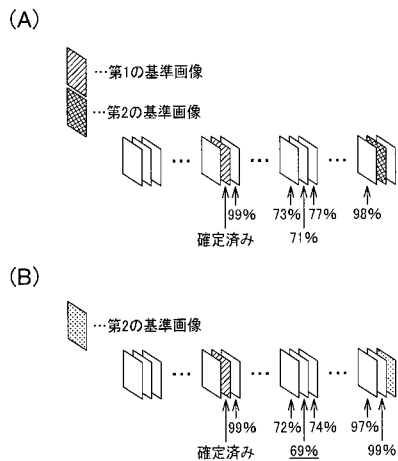 (A)
…第1の基準画像
…第2の基準画像
… … …
99% 73% 77% 98%
確定済み 71%
(B)
…第2の基準画像
… … …
99% 72% 74% 97%
確定済み 69% 99%